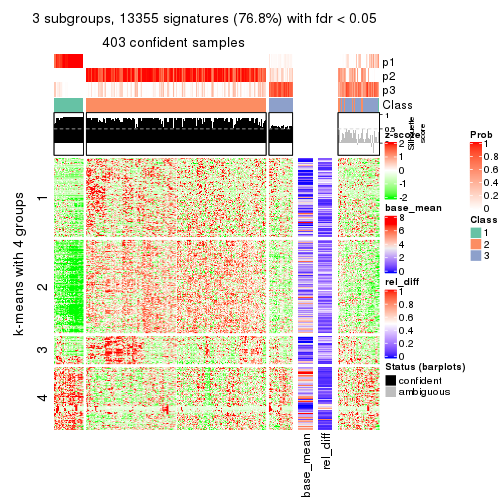 3 subgroups, 13355 signatures (76.8%) with fdr < 0.05
403 confident samples
p1
p2
p3
Class
1
0.5
0
Silhouette
score
k-means with 4 groups
1
2
3
4
base_mean
rel_diff
z-score
2
1
0
-1
-2
base_mean
8
6
4
2
0
rel_diff
1
0.8
0.6
0.4
0.2
0
Status (barplots)
confident
ambiguous
Prob
1
0.8
0.6
0.4
0.2
0
Class
1
2
3